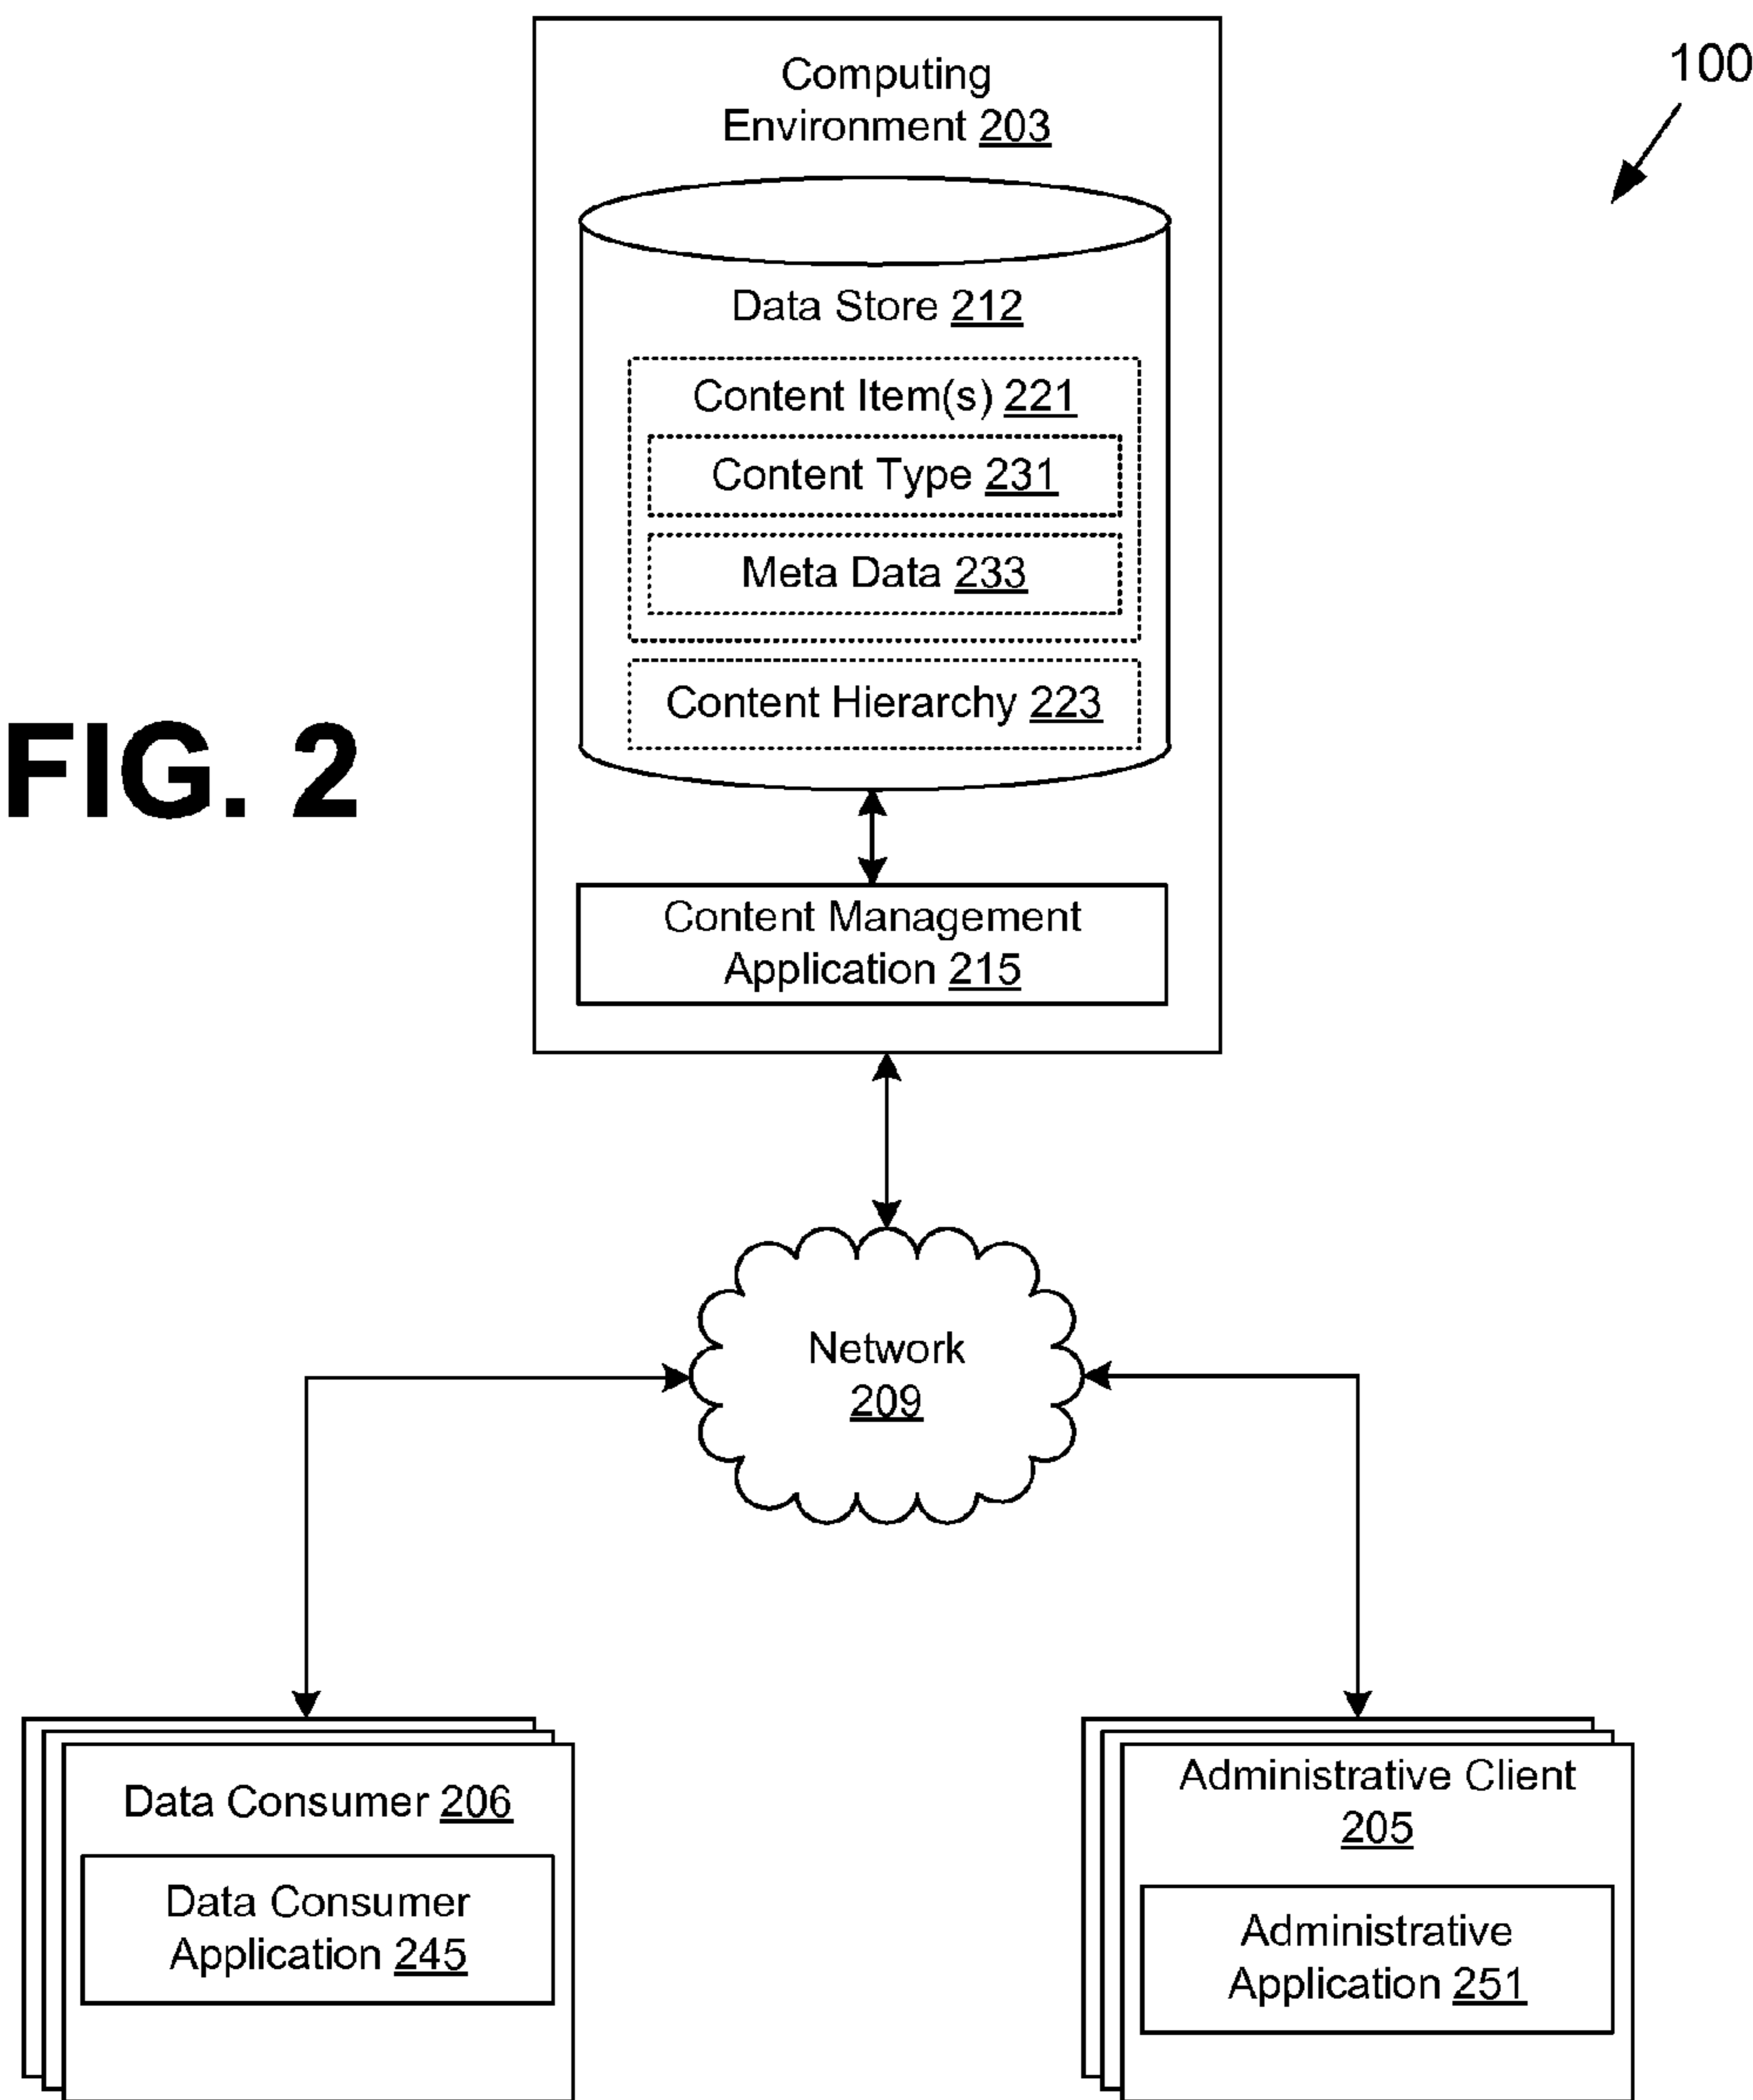 100
Computing
Environment 203
Data Store 212
Content Item(s) 221
Content Type 231
Meta Data 233
Content Hierarchy 223
FIG. 2
Content Management
Application 215
Network
209
Data Consumer 206
Data Consumer
Application 245
Administrative Client
205
Administrative
Application 251